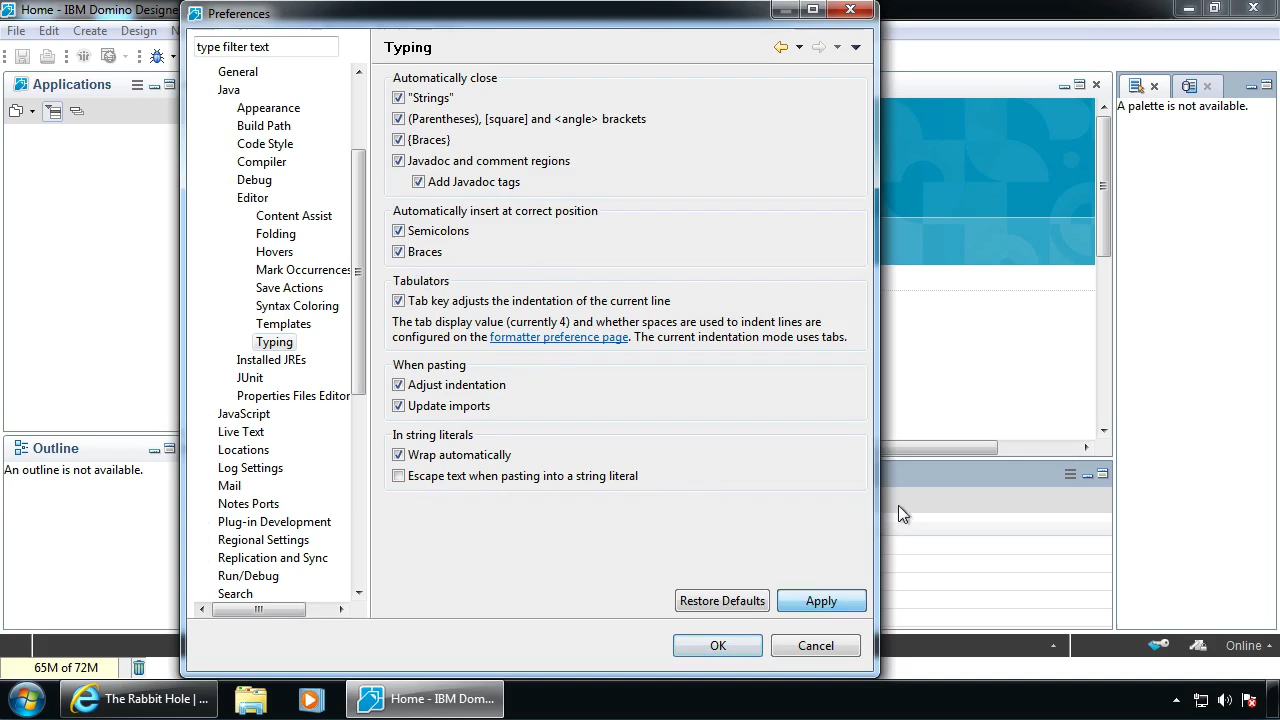 Home - IBM Domino Designe
Preferences
File Edit Create Design N
type filter text
Typing
Applications
General
Java
Appearance
Build Path
Code Style
Compiler
Debug
Editor
Content Assist
Folding
Hovers
Mark Occurrences
Save Actions
Syntax Coloring
Templates
Typing
Installed JREs
JUnit
Properties Files Editor
JavaScript
Live Text
Locations
Log Settings
Mail
Notes Ports
Plug-in Development
Regional Settings
Replication and Sync
Run/Debug
Search
Automatically close
"Strings"
(Parentheses), [square] and <angle> brackets
{Braces}
Javadoc and comment regions
Add Javadoc tags
Automatically insert at correct position
Semicolons
Braces
Tabulators
Tab key adjusts the indentation of the current line
The tab display value (currently 4) and whether spaces are used to indent lines are
configured on the formatter preference page. The current indentation mode uses tabs.
When pasting
Adjust indentation
Update imports
In string literals
Wrap automatically
Escape text when pasting into a string literal
Restore Defaults
Apply
OK
Cancel
A palette is not available.
Outline
An outline is not available.
65M of 72M
Online
The Rabbit Hole | ...
Home - IBM Dom...